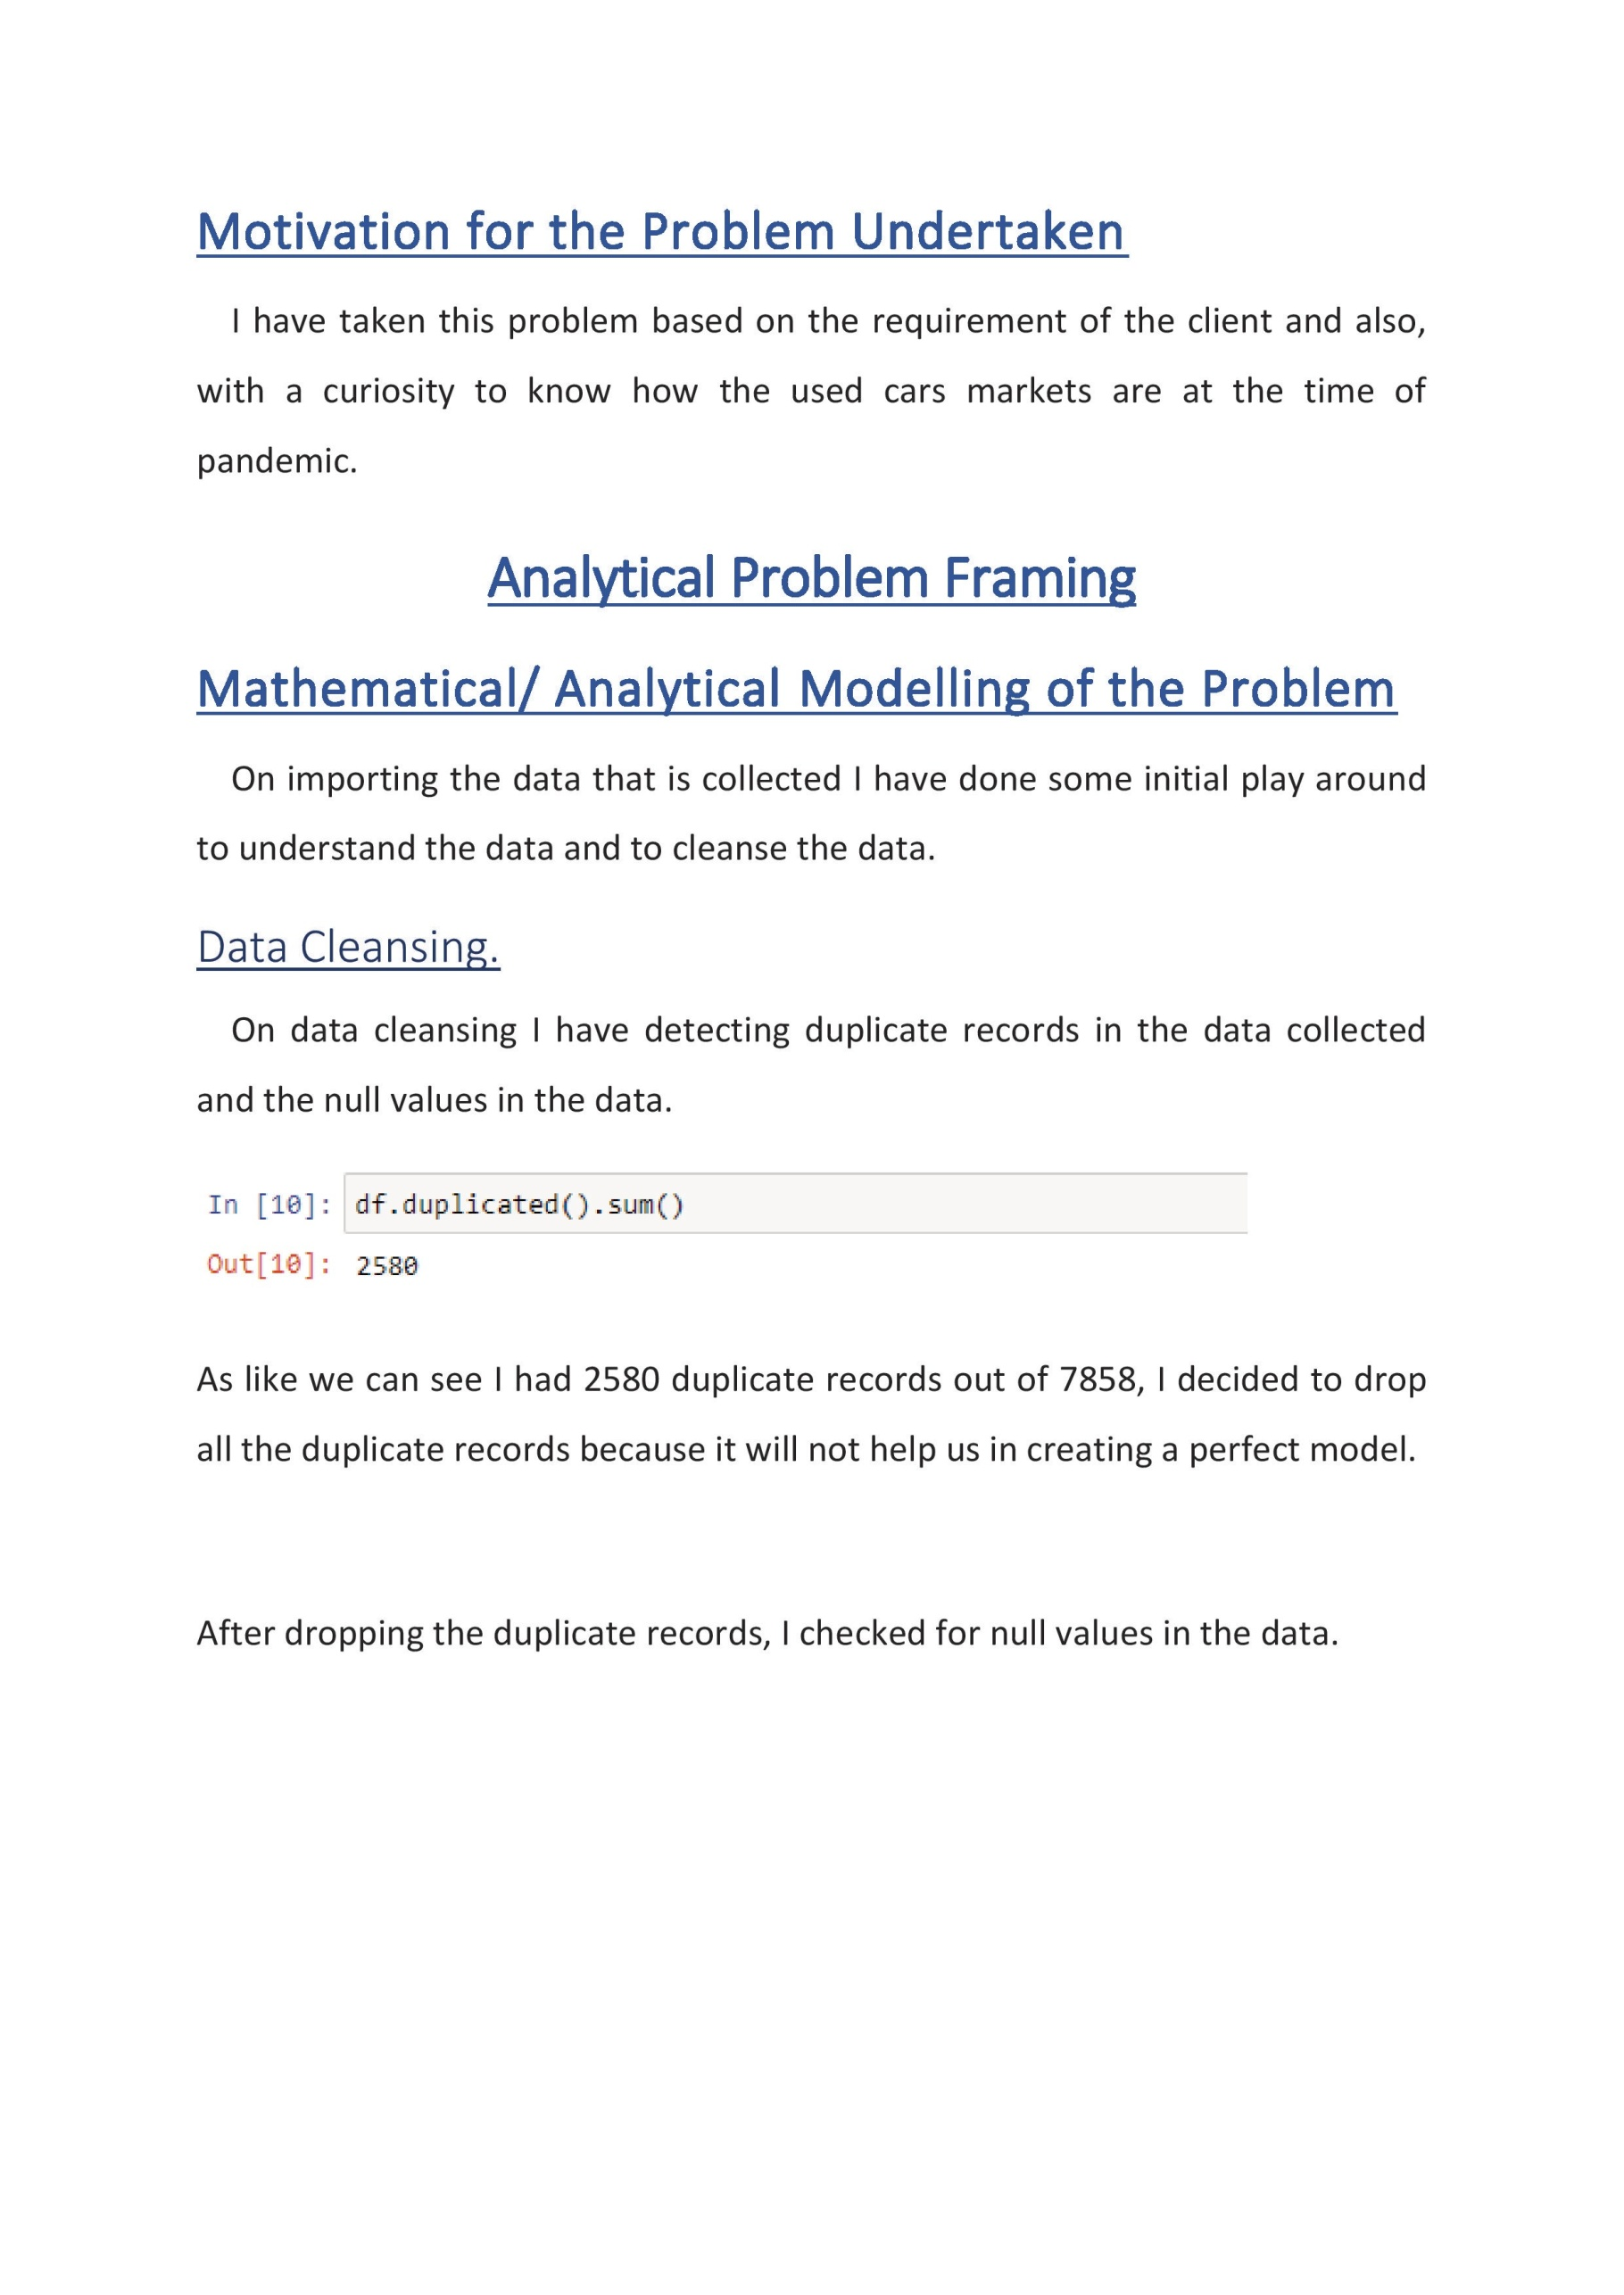 Motivation for the Problem Undertaken
I have taken this problem based on the requirement of the client and also,
with a curiosity to know how the used cars markets are at the time of
pandemic.
Analytical Problem Framing
Mathematical/ Analytical Modelling of the Problem
On importing the data that is collected I have done some initial play around
to understand the data and to cleanse the data.
Data Cleansing.
On data cleansing I have detecting duplicate records in the data collected
and the null values in the data.
In [10]: df.duplicated().sum()
Out[10]: 2580
As like we can see I had 2580 duplicate records out of 7858, I decided to drop
all the duplicate records because it will not help us in creating a perfect model.
After dropping the duplicate records, I checked for null values in the data.